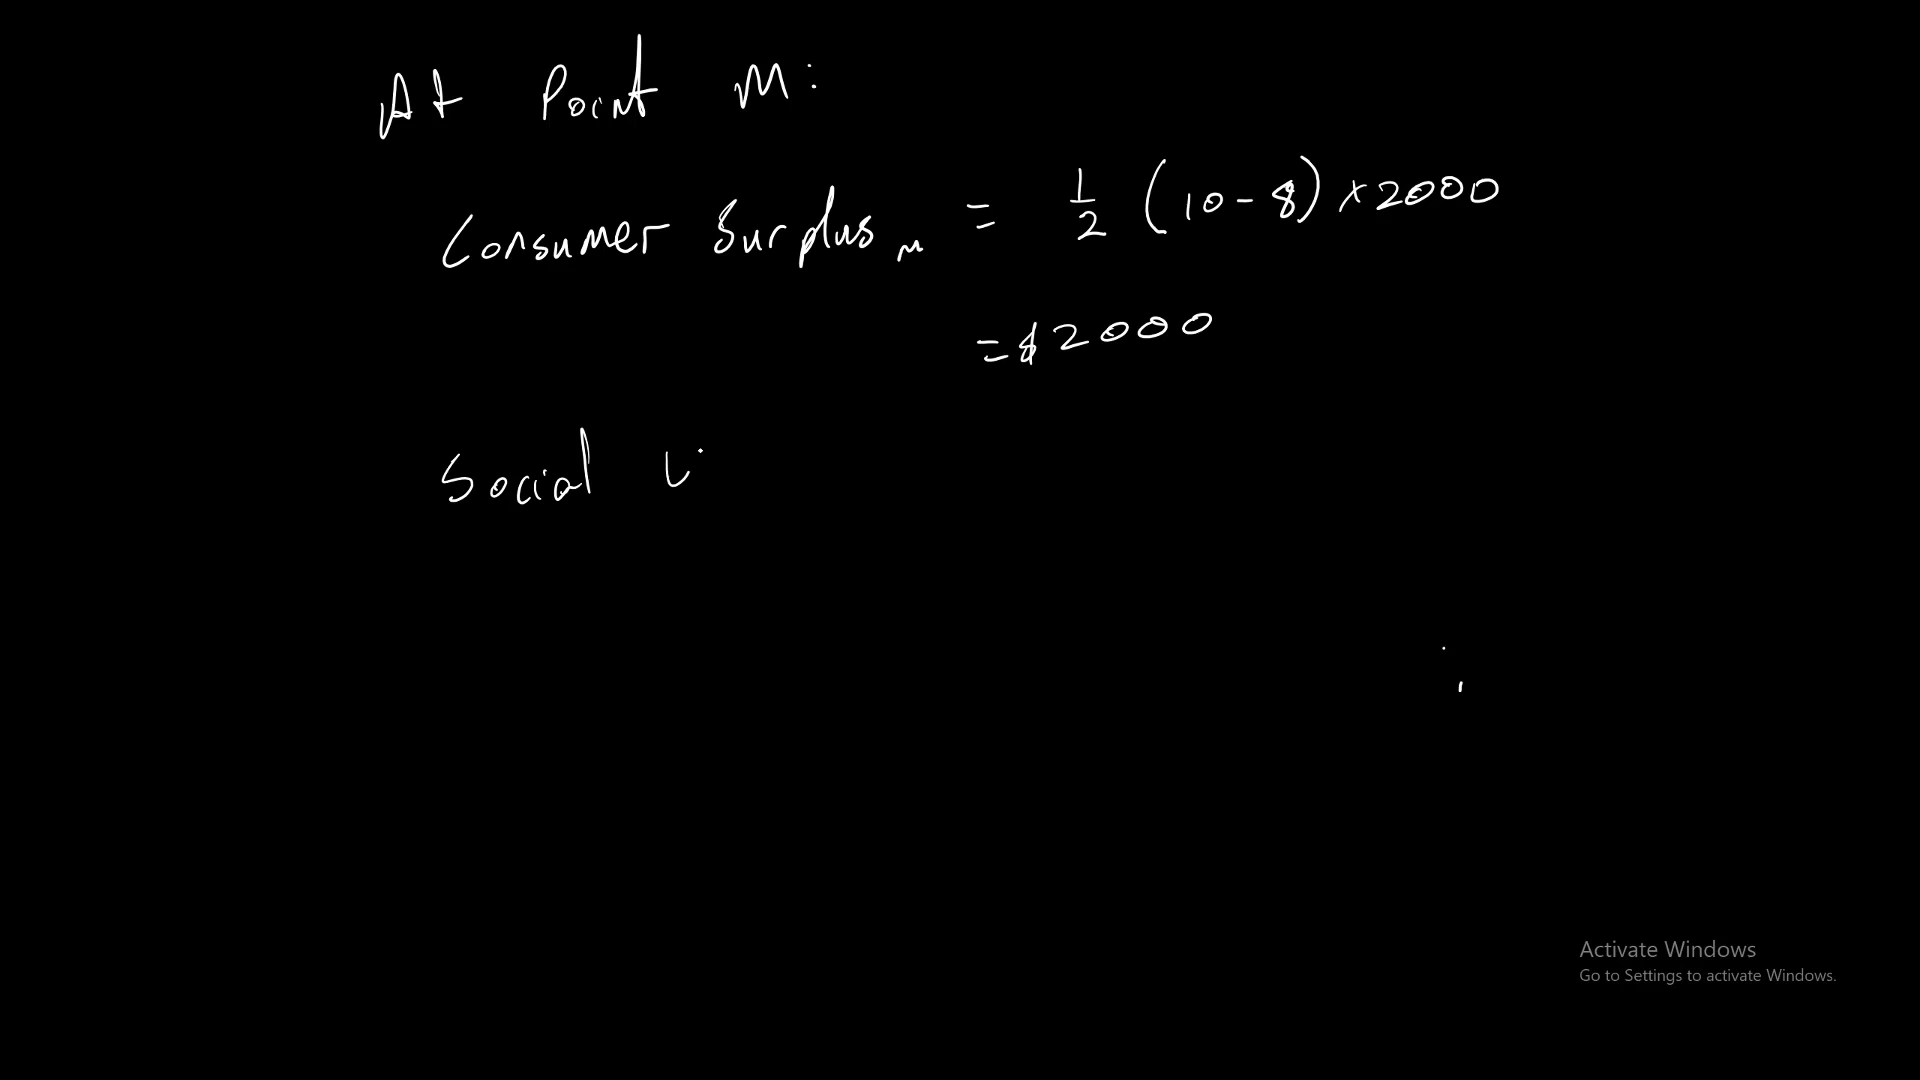 At Point M:
Consumer Surplus M = 1/2 (10-8) x 2000
= $2000
Social
Activate Windows
Go to Settings to activate Windows.